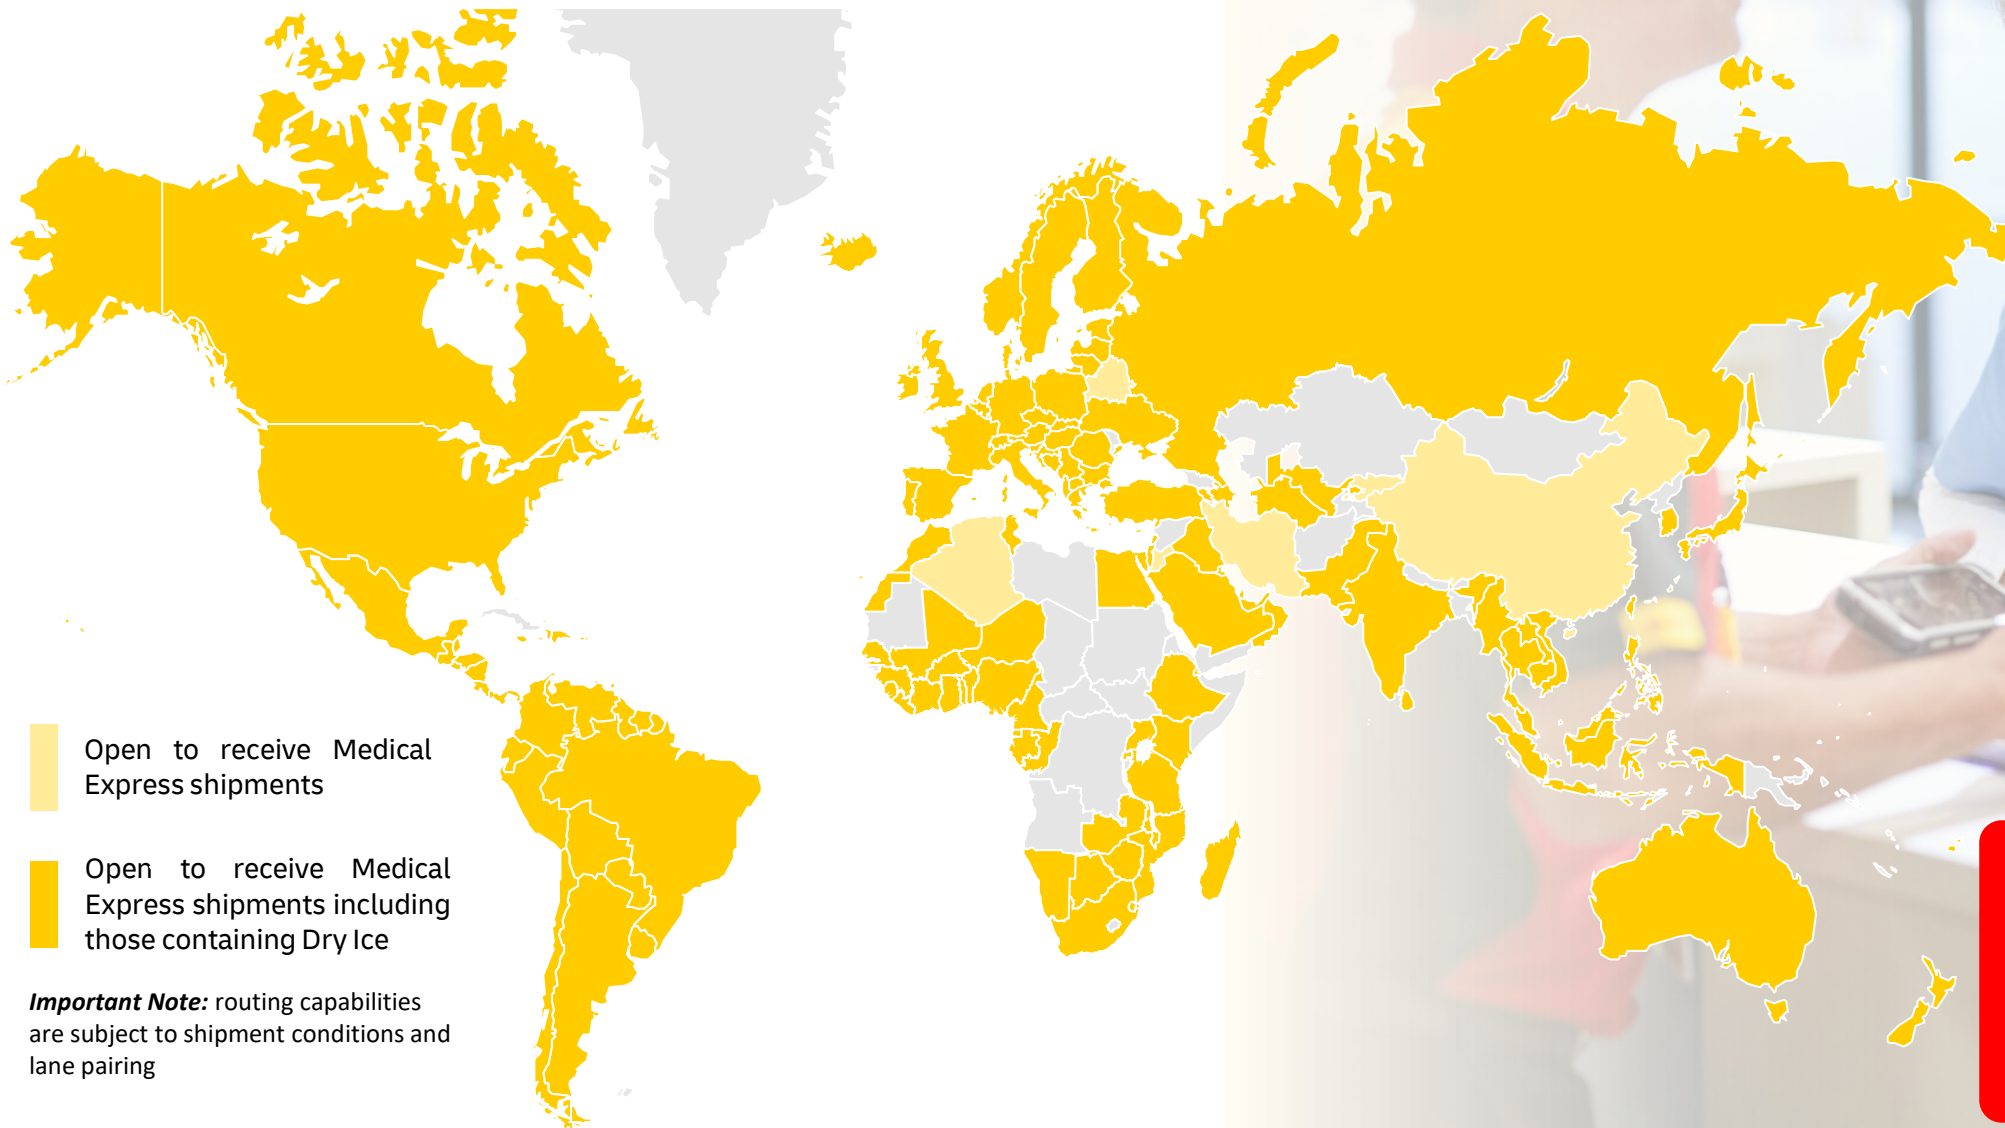 Open to receive Medical
Express shipments
Open to receive Medical
Express shipments including
those containing Dry Ice
Important Note: routing capabilities
are subject to shipment conditions and
lane pairing